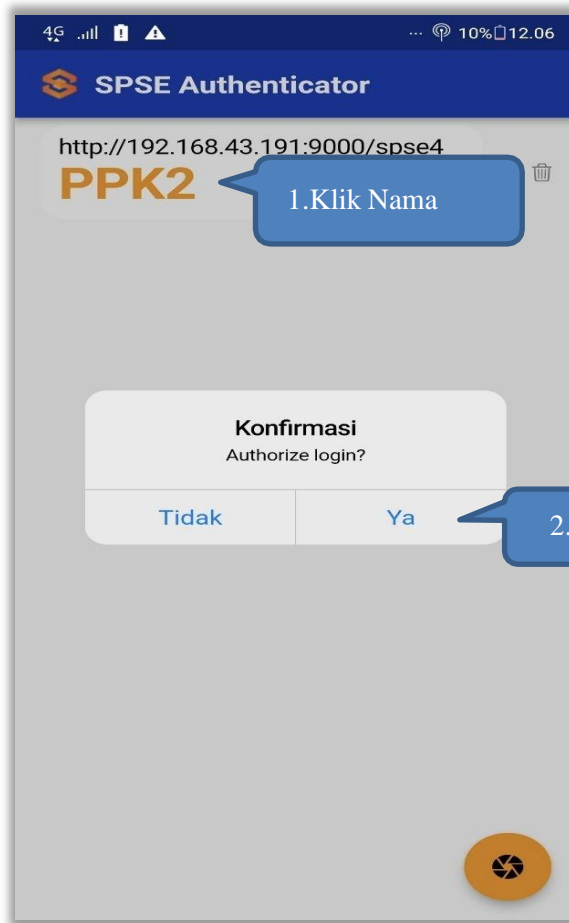 4G 10% 12.06
SPSE Authenticator
http://192.168.43.191:9000/spse4
PPK2
1.Klik Nama
Konfirmasi
Authorize login?
Tidak Ya
2.